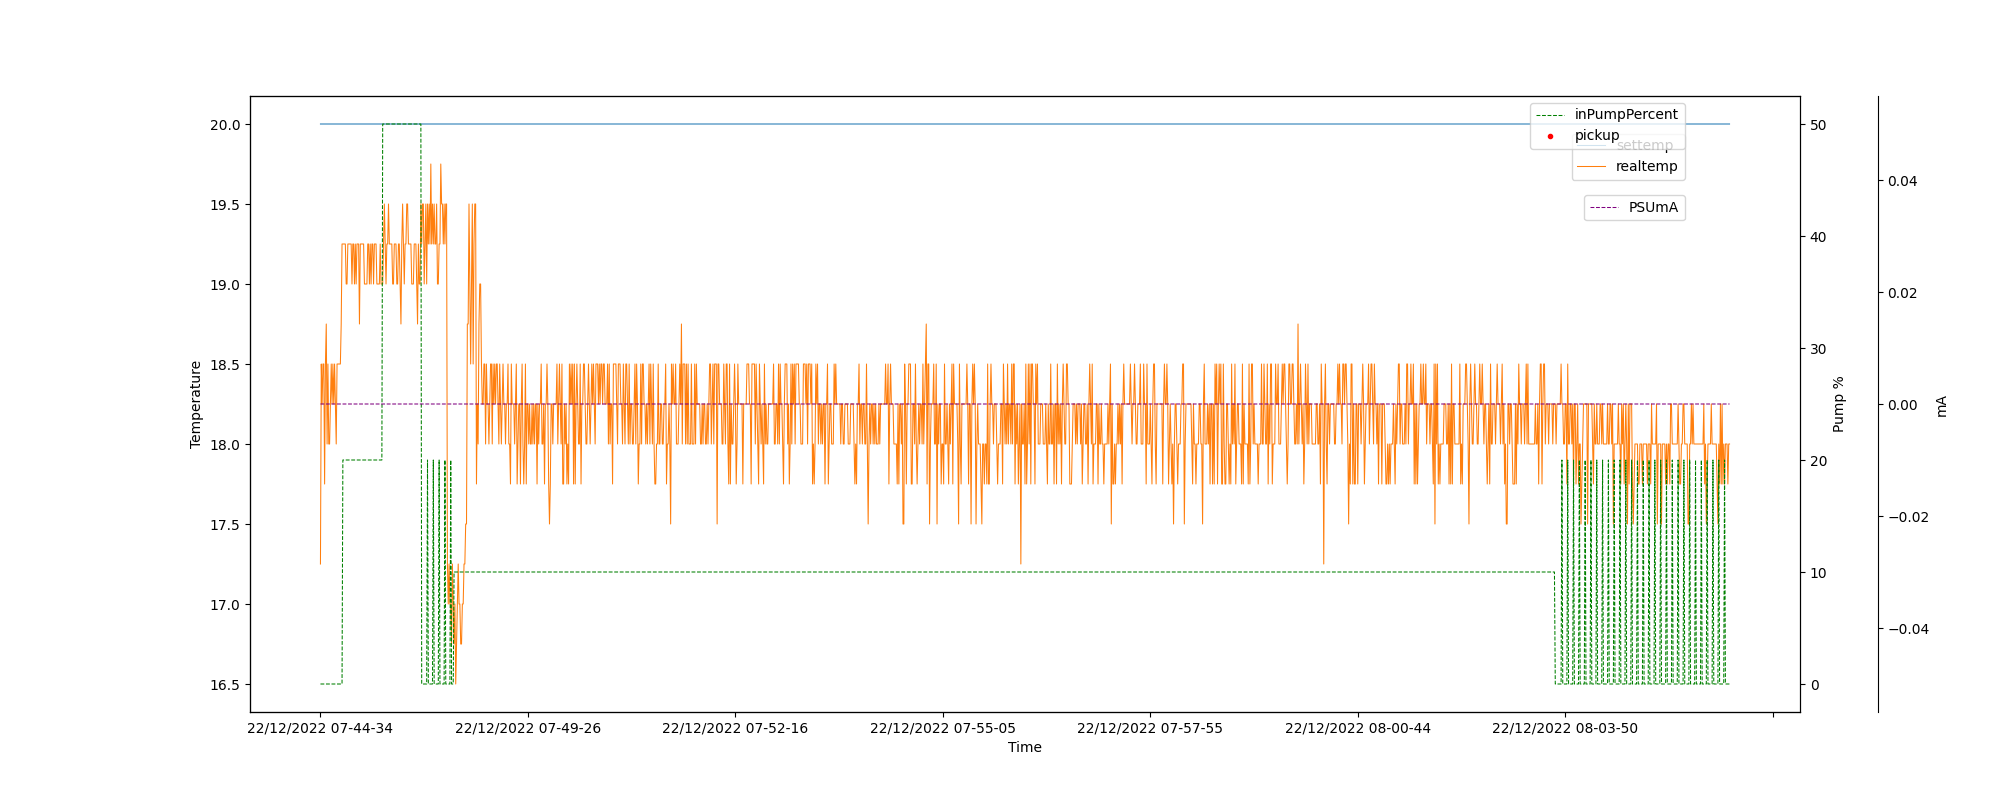 inPumpPercent
pickup
settemp
realtemp
PSUmA
20.0
19.5
19.0
18.5
18.0
17.5
17.0
16.5
Temperature
50
40
30
20
10
0
Pump %
0.04
0.02
0.00
−0.02
−0.04
mA
22/12/2022 07-44-34
22/12/2022 07-49-26
22/12/2022 07-52-16
22/12/2022 07-55-05
22/12/2022 07-57-55
22/12/2022 08-00-44
22/12/2022 08-03-50
Time